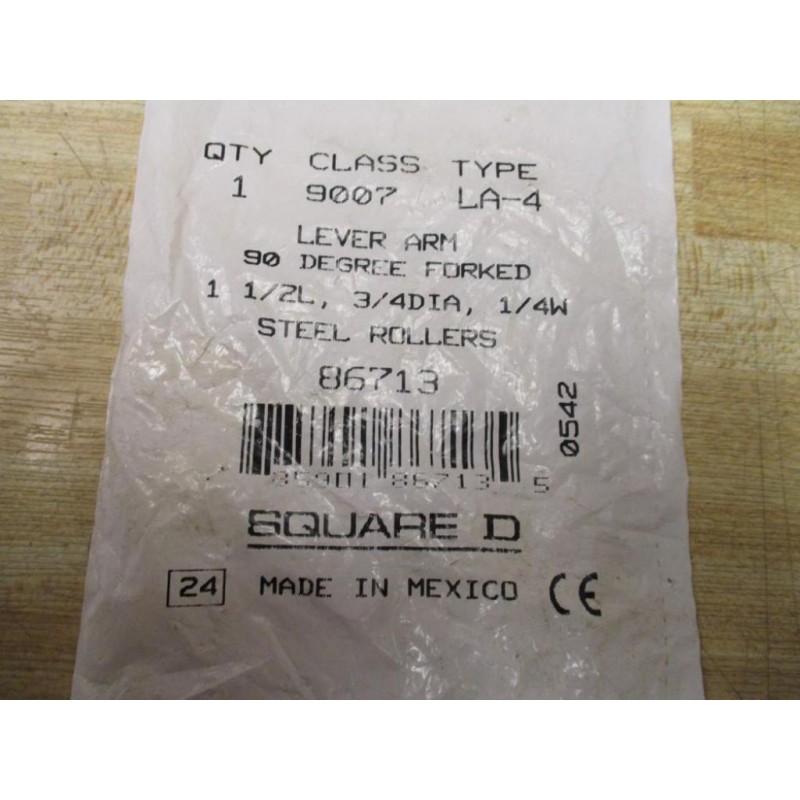 QTY CLASS TYPE
1 9007 LA-4
LEVER ARM
90 DEGREE FORKED
1 1/2L, 3/4DIA, 1/4W
STEEL ROLLERS
86713
0542
85901 86713 5
SQUARE D
24 MADE IN MEXICO CE